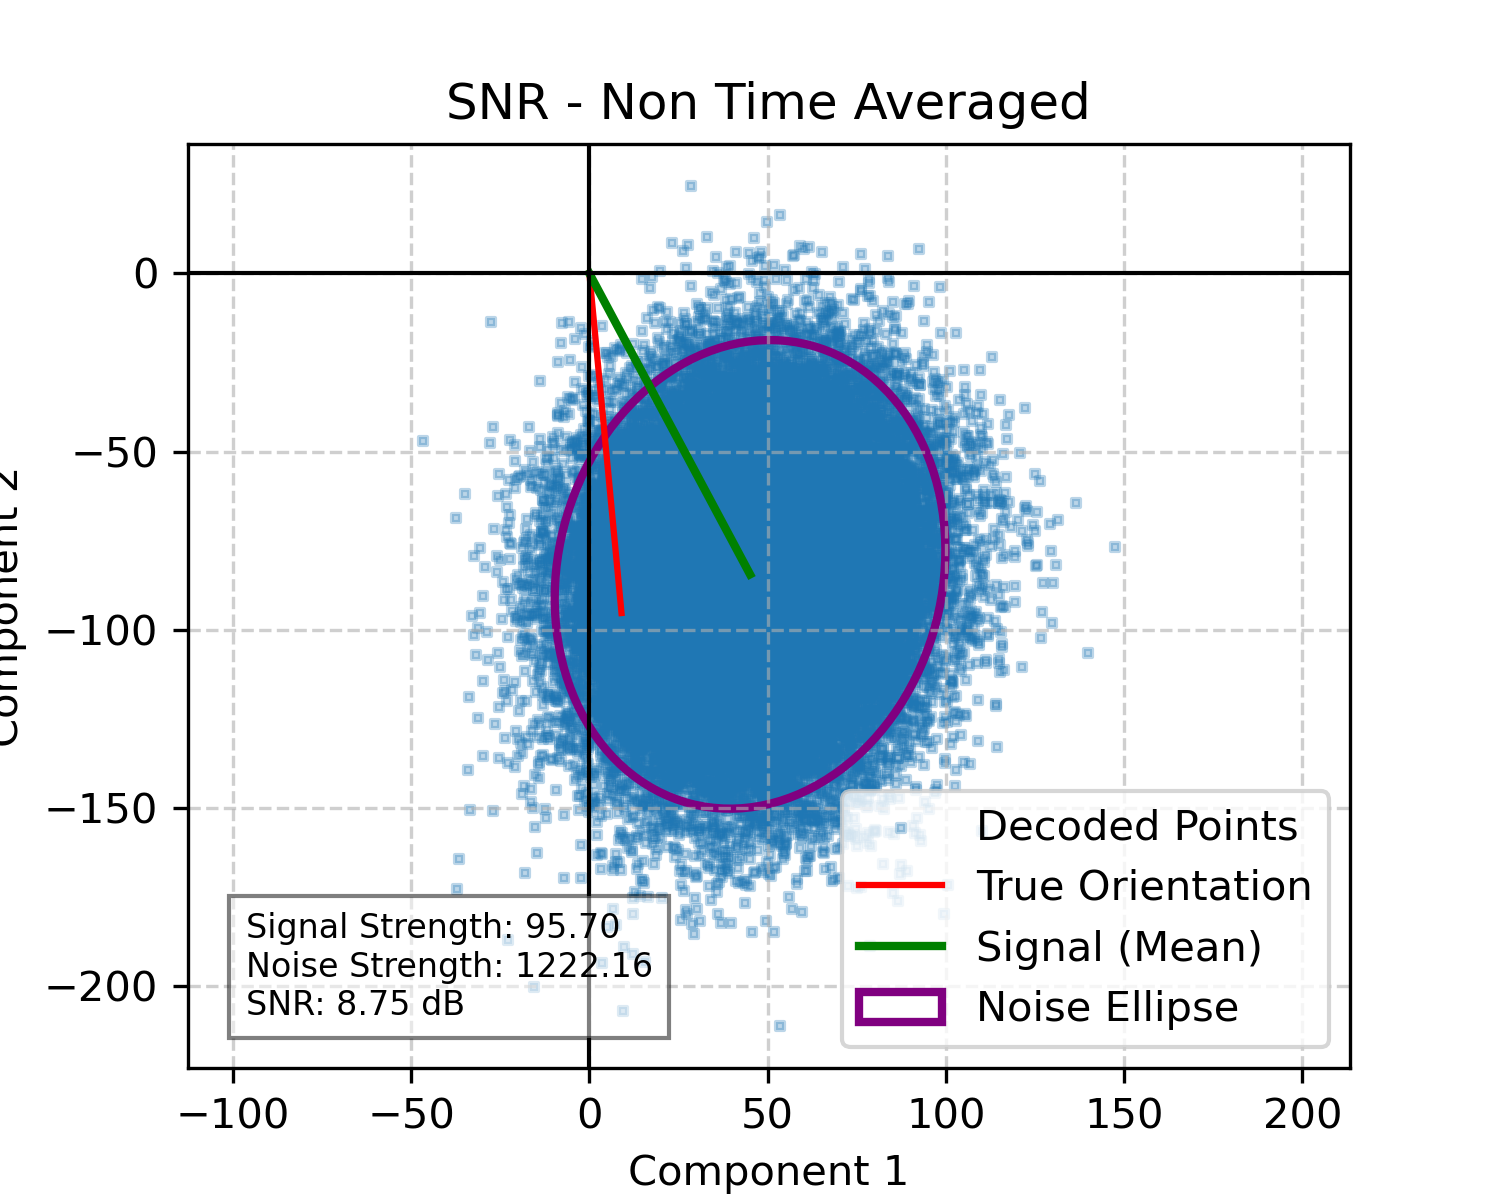 SNR - Non Time Averaged
0
−50
−100
−150
−200
Component 2
Decoded Points
True Orientation
Signal (Mean)
Noise Ellipse
Signal Strength: 95.70
Noise Strength: 1222.16
SNR: 8.75 dB
−100
−50
0
50
100
150
200
Component 1